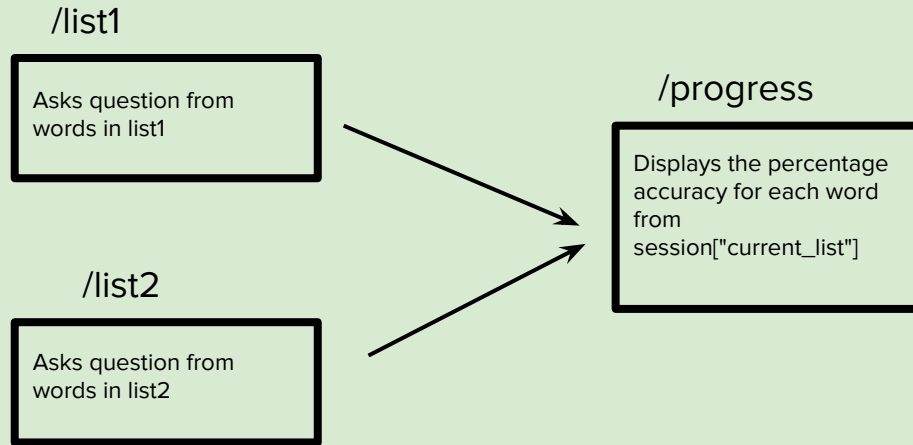 /list1
Asks question from
words in list1
/progress
Displays the percentage
accuracy for each word
from
session["current_list"]
/list2
Asks question from
words in list2